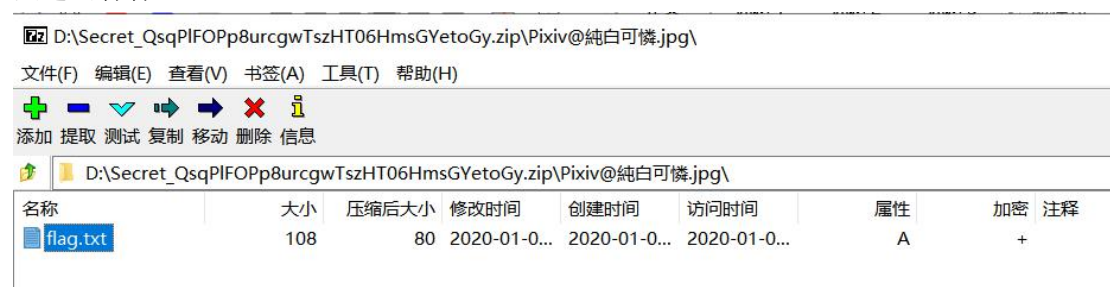 D:\Secret_QsqPlFOPp8urcgwTszHT06HmsGYetoGy.zip\Pixiv@純白可憐.jpg\
文件(F) 编辑(E) 查看(V) 书签(A) 工具(T) 帮助(H)
添加 提取 测试 复制 移动 删除 信息
D:\Secret_QsqPlFOPp8urcgwTszHT06HmsGYetoGy.zip\Pixiv@純白可憐.jpg\
名称 大小 压缩后大小 修改时间 创建时间 访问时间 属性 加密 注释
flag.txt 108 80 2020-01-0... 2020-01-0... 2020-01-0... A +